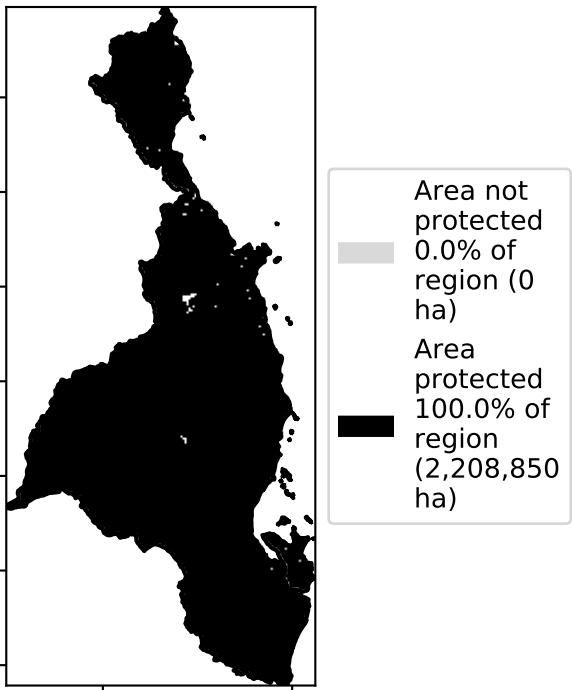 Area not
protected
0.0% of
region (0
ha)
Area
protected
100.0% of
region
(2,208,850
ha)